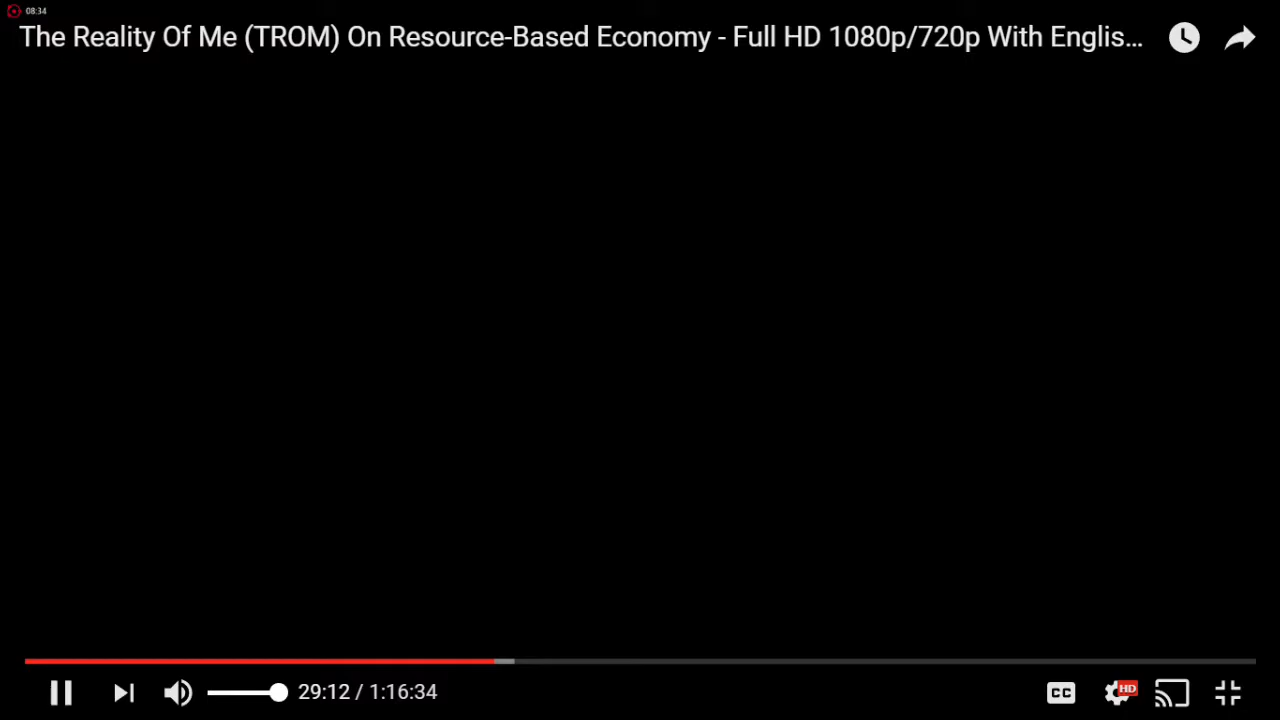 08:34
The Reality Of Me (TROM) On Resource-Based Economy - Full HD 1080p/720p With Englis...
29:12 / 1:16:34
CC
HD